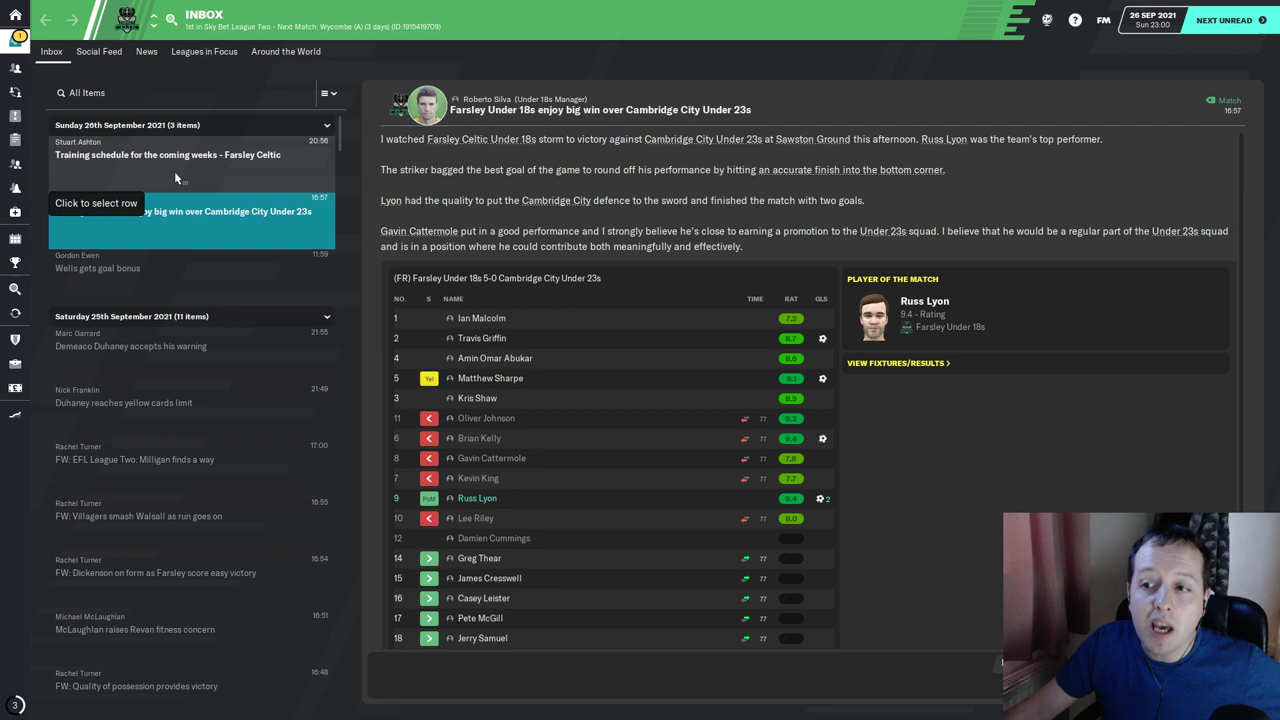 INBOX
1st in Sky Bet League Two - Next Match: Wycombe (A) (3 days) (ID:1915419709)
FM
26 SEP 2021
Sun 23:00
NEXT UNREAD
1
Inbox
Social Feed
News
Leagues in Focus
Around the World
All Items
Sunday 26th September 2021 (3 items)
Stuart Ashton
20:56
Training schedule for the coming weeks - Farsley Celtic
Click to select row
16:57
oy big win over Cambridge City Under 23s
Gordon Ewen
11:59
Wells gets goal bonus
Saturday 25th September 2021 (11 items)
Marc Garrard
21:55
Demeaco Duhaney accepts his warning
Nick Franklin
21:49
Duhaney reaches yellow cards limit
Rachel Turner
17:00
FW: EFL League Two: Milligan finds a way
Rachel Turner
16:55
FW: Villagers smash Walsall as run goes on
Rachel Turner
16:54
FW: Dickenson on form as Farsley score easy victory
Michael McLaughlan
16:51
McLaughlan raises Revan fitness concern
Rachel Turner
16:48
FW: Quality of possession provides victory
3
Roberto Silva (Under 18s Manager)
Farsley Under 18s enjoy big win over Cambridge City Under 23s
Match
16:57
I watched Farsley Celtic Under 18s storm to victory against Cambridge City Under 23s at Sawston Ground this afternoon. Russ Lyon was the team's top performer.
The striker bagged the best goal of the game to round off his performance by hitting an accurate finish into the bottom corner.
Lyon had the quality to put the Cambridge City defence to the sword and finished the match with two goals.
Gavin Cattermole put in a good performance and I strongly believe he's close to earning a promotion to the Under 23s squad. I believe that he would be a regular part of the Under 23s squad
and is in a position where he could contribute both meaningfully and effectively.
(FR) Farsley Under 18s 5-0 Cambridge City Under 23s
NO. S NAME TIME RAT GLS
1 Ian Malcolm 7.2
2 Travis Griffin 8.7
4 Amin Omar Abukar 8.6
5 Yel Matthew Sharpe 9.1
3 Kris Shaw 8.5
11 Oliver Johnson 77 9.2
6 Brian Kelly 77 9.4
8 Gavin Cattermole 77 7.8
7 Kevin King 77 7.7
9 PoM Russ Lyon 9.4 2
10 Lee Riley 77 8.0
12 Damien Cummings -
14 Greg Thear 77 -
15 James Cresswell 77 -
16 Casey Leister 77 -
17 Pete McGill 77 -
18 Jerry Samuel 77 -
PLAYER OF THE MATCH
Russ Lyon
9.4 - Rating
Farsley Under 18s
VIEW FIXTURES/RESULTS >